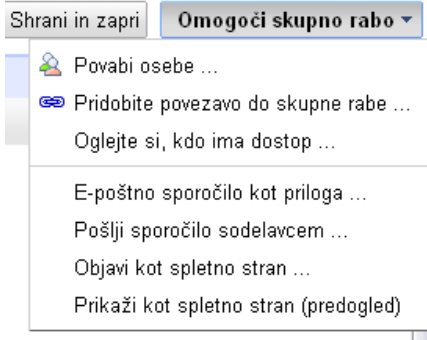 Shrani in zapri Omogoči skupno rabo
Povabi osebe ...
Pridobite povezavo do skupne rabe ...
Oglejte si, kdo ima dostop ...
E-poštno sporočilo kot priloga ...
Pošlji sporočilo sodelavcem ...
Objavi kot spletno stran ...
Prikaži kot spletno stran (predogled)